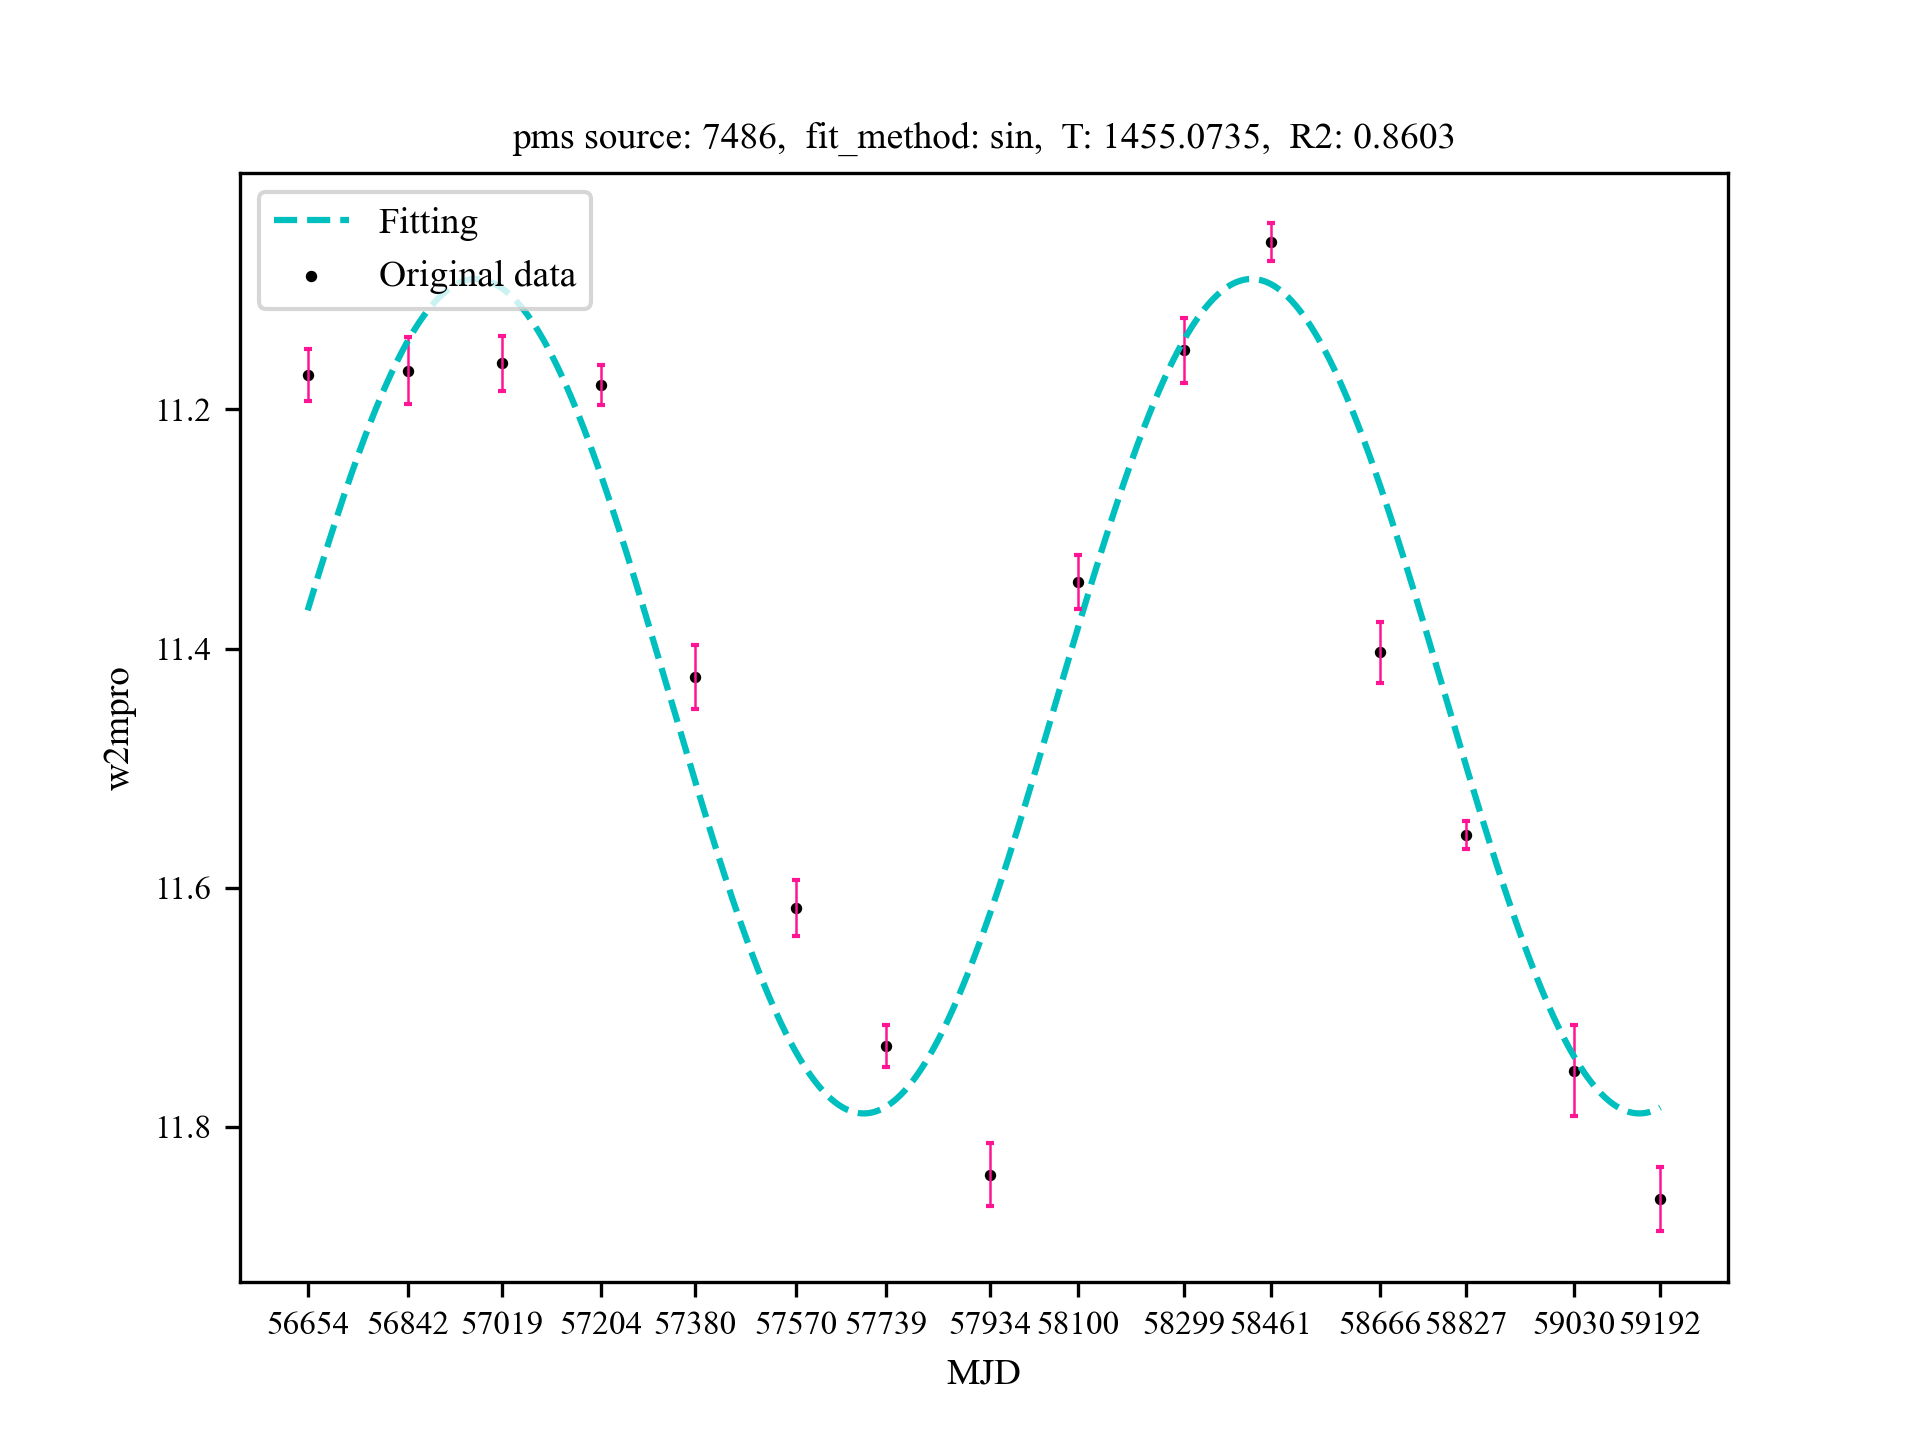 pms source: 7486,  fit_method: sin,  T: 1455.0735,  R2: 0.8603
Fitting
Original data
11.2
11.4
11.6
11.8
w2mpro
56654 56842 57019 57204 57380 57570 57739 57934 58100 58299 58461 58666 58827 59030 59192
MJD